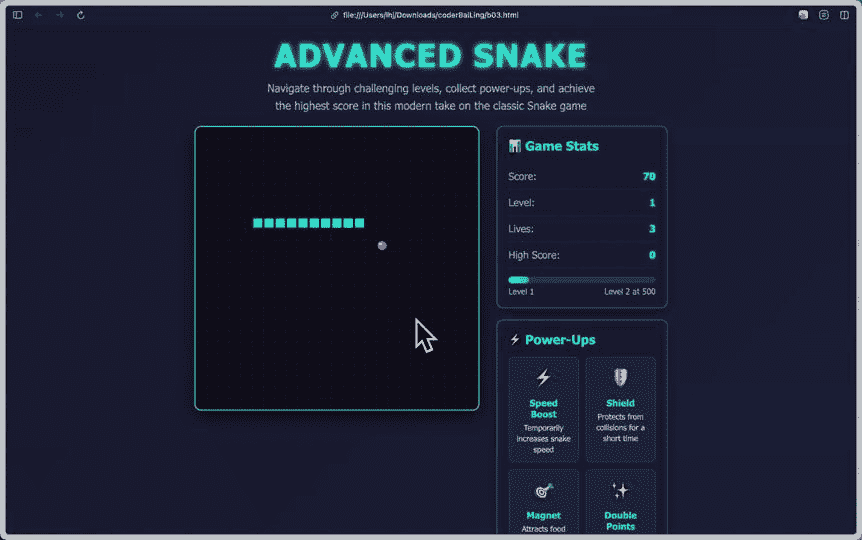 file:///Users/lhj/Downloads/coderBaiLing/b03.html
ADVANCED SNAKE
Navigate through challenging levels, collect power-ups, and achieve
the highest score in this modern take on the classic Snake game
Game Stats
Score: 70
Level: 1
Lives: 3
High Score: 0
Level 1 Level 2 at 500
Power-Ups
Speed
Boost
Temporarily
increases snake
speed
Shield
Protects from
collisions for a
short time
Magnet
Attracts food
Double
Points